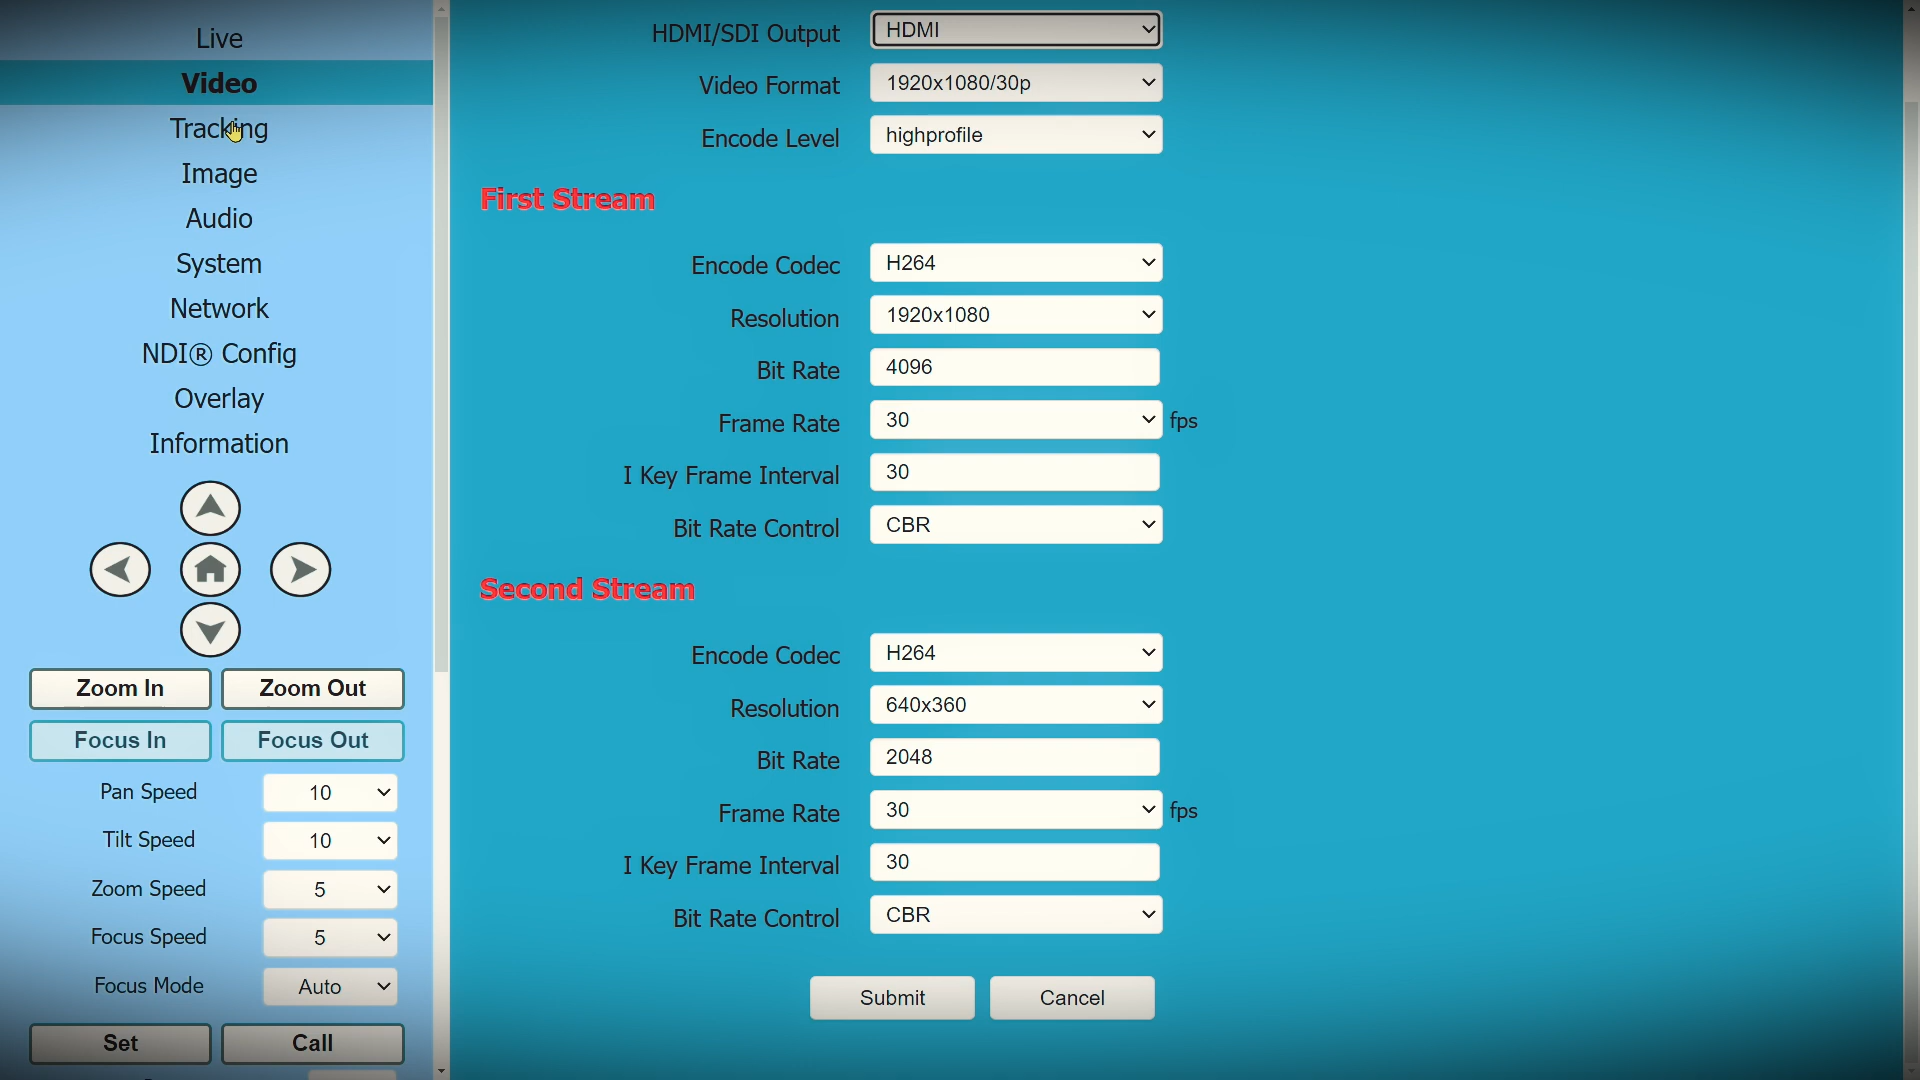 Live
Video
Tracking
Image
Audio
System
Network
NDI® Config
Overlay
Information
Zoom In Zoom Out
Focus In Focus Out
Pan Speed 10
Tilt Speed 10
Zoom Speed 5
Focus Speed 5
Focus Mode Auto
Set Call
HDMI/SDI Output HDMI
Video Format 1920x1080/30p
Encode Level highprofile
First Stream
Encode Codec H264
Resolution 1920x1080
Bit Rate 4096
Frame Rate 30 fps
I Key Frame Interval 30
Bit Rate Control CBR
Second Stream
Encode Codec H264
Resolution 640x360
Bit Rate 2048
Frame Rate 30 fps
I Key Frame Interval 30
Bit Rate Control CBR
Submit Cancel